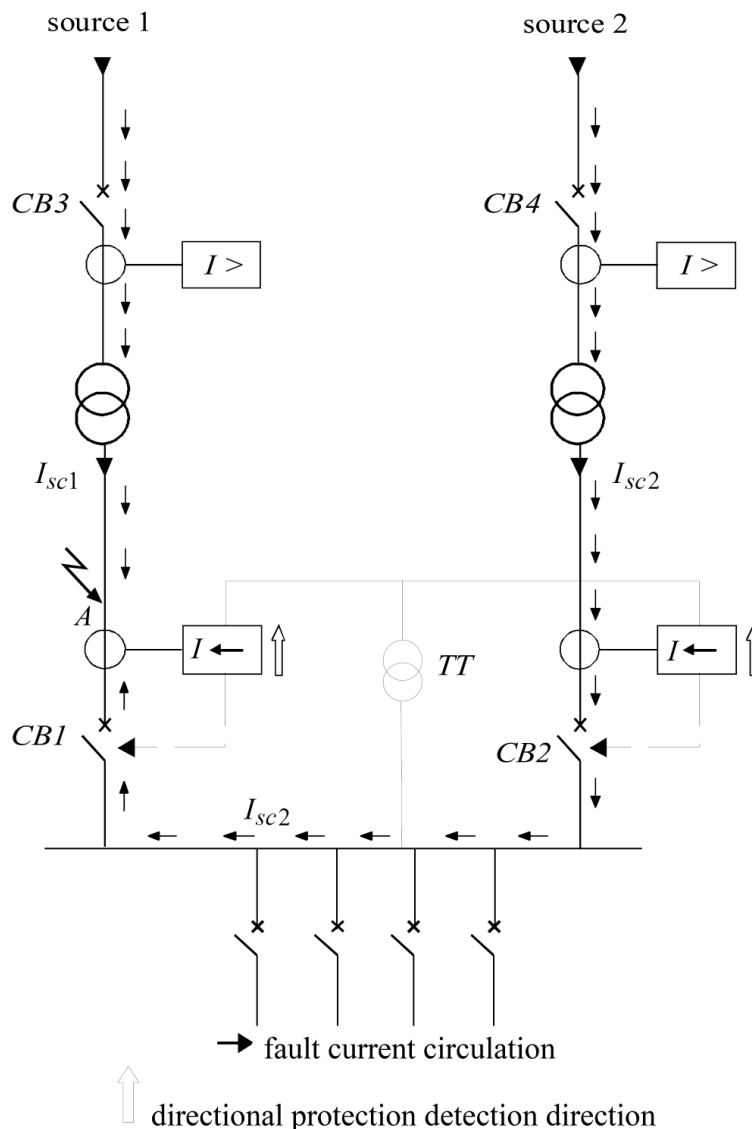 source 1
source 2
CB3
I >
CB4
I >
Isc1
Isc2
A
I
TT
I
CB1
CB2
Isc2
fault current circulation
directional protection detection direction